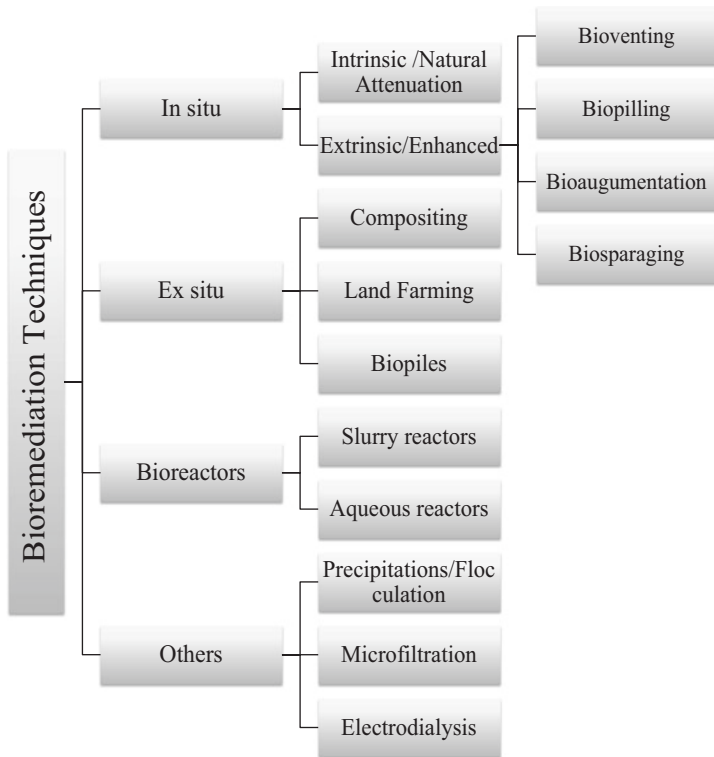 Bioremediation Techniques
In situ
Intrinsic /Natural
Attenuation
Extrinsic/Enhanced
Bioventing
Biopilling
Bioaugumentation
Biosparaging
Ex situ
Compositing
Land Farming
Biopiles
Bioreactors
Slurry reactors
Aqueous reactors
Others
Precipitations/Floc
culation
Microfiltration
Electrodialysis